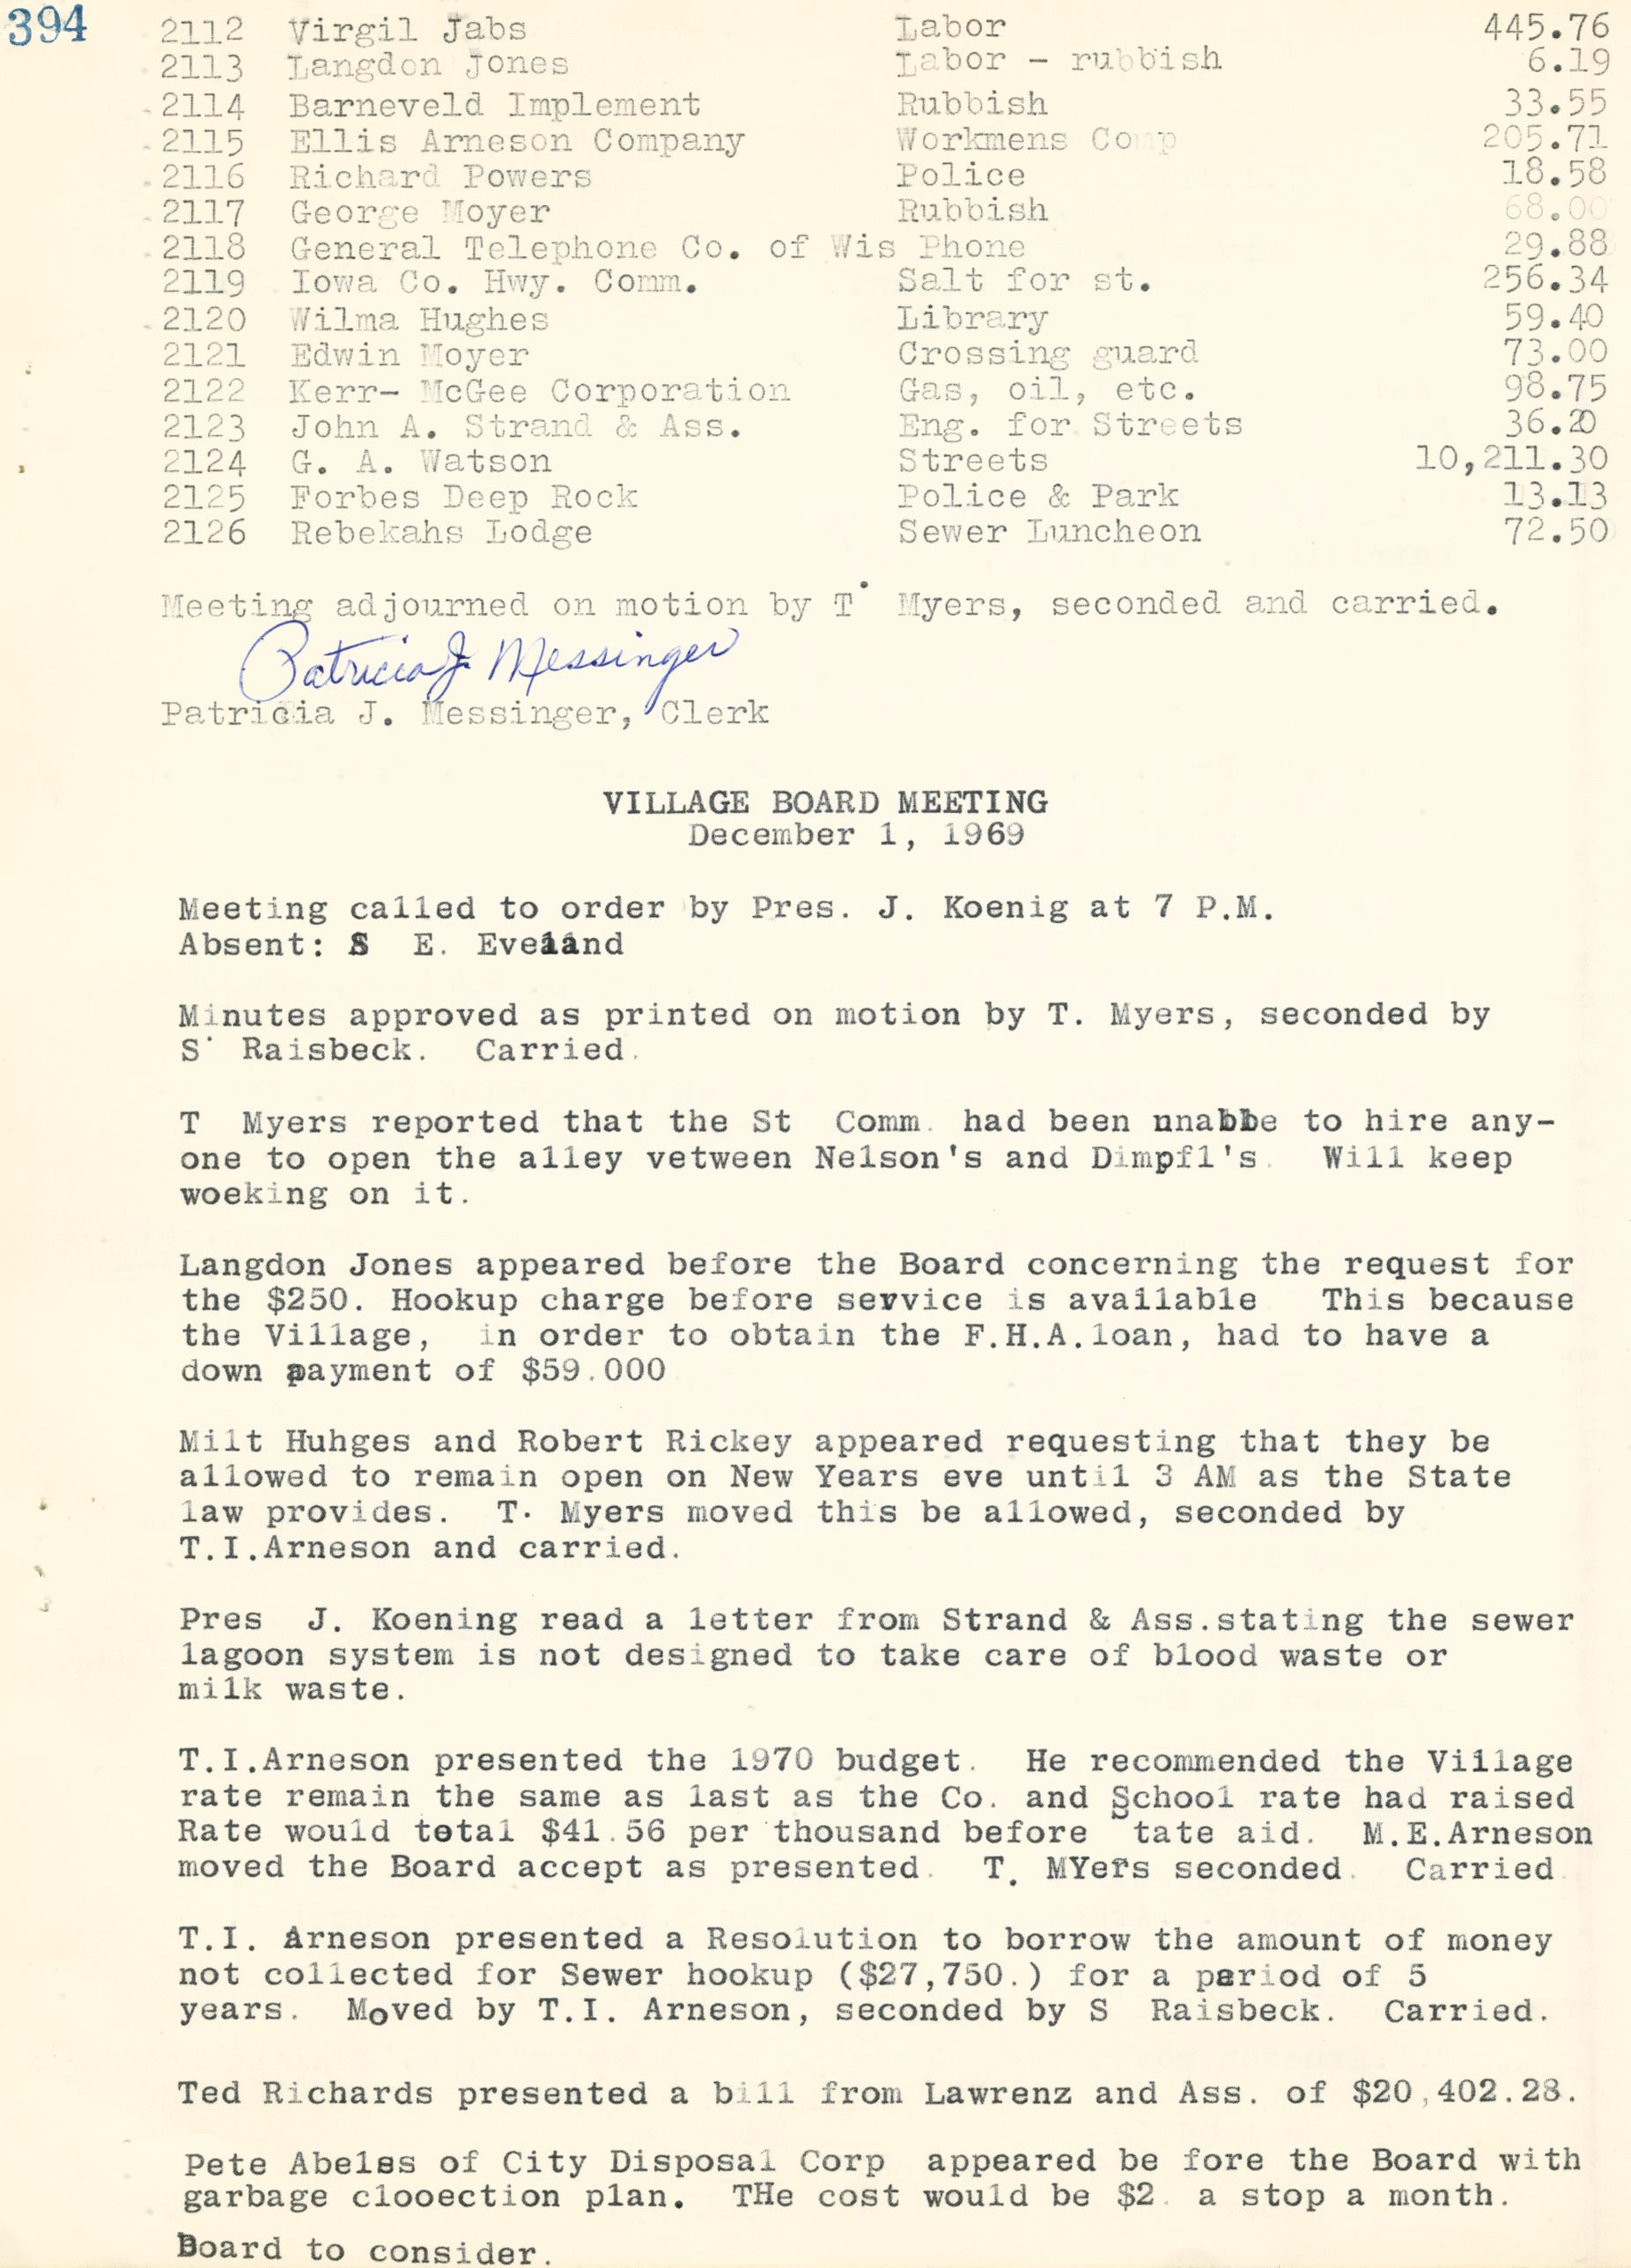 394
2112 Virgil Jabs Labor 445.76
2113 Langdon Jones Labor - rubbish 6.19
2114 Barneveld Implement Rubbish 33.55
2115 Ellis Arneson Company Workmens Comp 205.71
2116 Richard Powers Police 18.58
2117 George Moyer Rubbish 68.00
2118 General Telephone Co. of Wis Phone 29.88
2119 Iowa Co. Hwy. Comm. Salt for st. 256.34
2120 Wilma Hughes Library 59.40
2121 Edwin Moyer Crossing guard 73.00
2122 Kerr- McGee Corporation Gas, oil, etc. 98.75
2123 John A. Strand & Ass. Eng. for Streets 36.20
2124 G. A. Watson Streets 10,211.30
2125 Forbes Deep Rock Police & Park 13.13
2126 Rebekahs Lodge Sewer Luncheon 72.50
Meeting adjourned on motion by T. Myers, seconded and carried.
Patricia J. Messinger
Patricia J. Messinger, Clerk
VILLAGE BOARD MEETING
December 1, 1969
Meeting called to order by Pres. J. Koenig at 7 P.M.
Absent: S E. Eveland
Minutes approved as printed on motion by T. Myers, seconded by
S. Raisbeck. Carried.
T Myers reported that the St Comm. had been unabbe to hire any-
one to open the alley vetween Nelson's and Dimpfl's. Will keep
woeking on it.
Langdon Jones appeared before the Board concerning the request for
the $250. Hookup charge before service is available This because
the Village, in order to obtain the F.H.A.loan, had to have a
down payment of $59.000
Milt Huhges and Robert Rickey appeared requesting that they be
allowed to remain open on New Years eve until 3 AM as the State
law provides. T. Myers moved this be allowed, seconded by
T.I.Arneson and carried.
Pres J. Koening read a letter from Strand & Ass.stating the sewer
lagoon system is not designed to take care of blood waste or
milk waste.
T.I.Arneson presented the 1970 budget. He recommended the Village
rate remain the same as last as the Co. and School rate had raised
Rate would total $41.56 per thousand before tate aid. M.E.Arneson
moved the Board accept as presented. T. MYers seconded. Carried.
T.I. Arneson presented a Resolution to borrow the amount of money
not collected for Sewer hookup ($27,750.) for a period of 5
years. Moved by T.I. Arneson, seconded by S Raisbeck. Carried.
Ted Richards presented a bill from Lawrenz and Ass. of $20,402.28.
Pete Abelss of City Disposal Corp appeared be fore the Board with
garbage clooection plan. THe cost would be $2. a stop a month.
Board to consider.